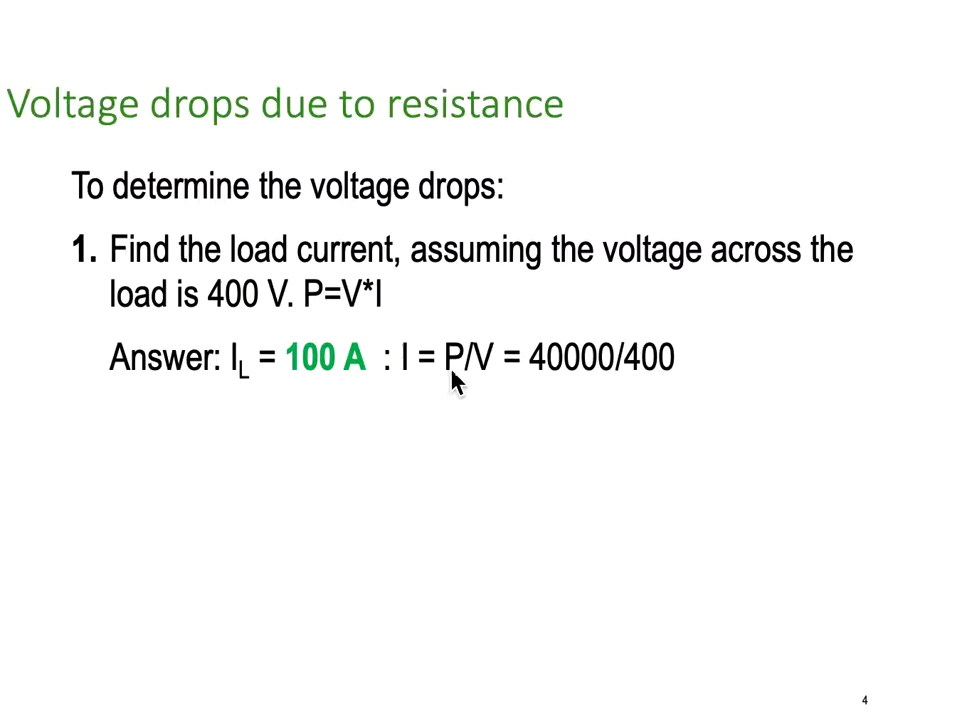 Voltage drops due to resistance
To determine the voltage drops:
1. Find the load current, assuming the voltage across the
load is 400 V. P=V*I
Answer: IL = 100 A : I = P/V = 40000/400
4